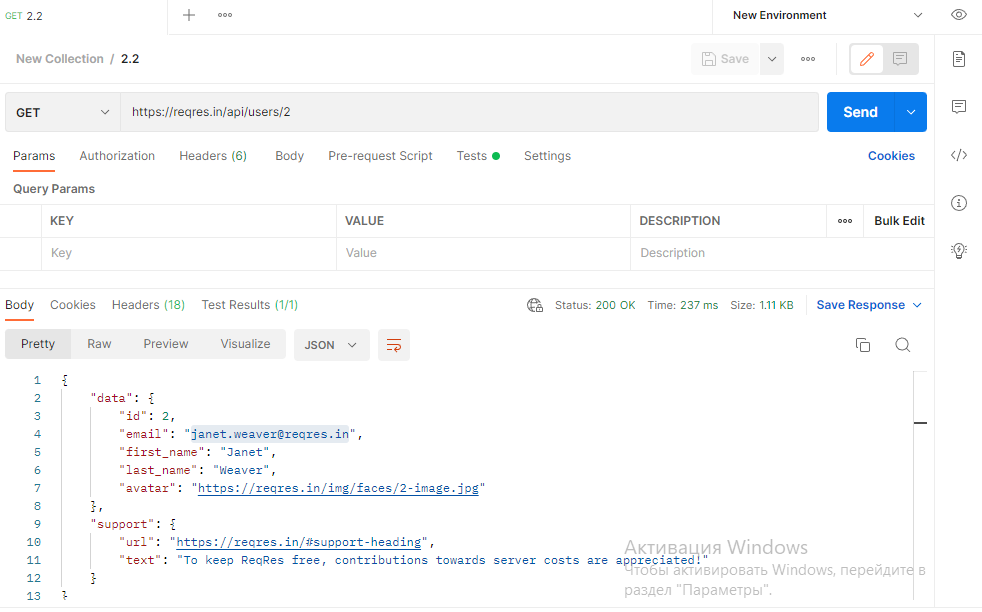 GET 2.2
New Environment
New Collection / 2.2
Save
GET
https://reqres.in/api/users/2
Send
Params Authorization Headers (6) Body Pre-request Script Tests Settings Cookies
Query Params
KEY VALUE DESCRIPTION Bulk Edit
Key Value Description
Body Cookies Headers (18) Test Results (1/1) Status: 200 OK Time: 237 ms Size: 1.11 KB Save Response
Pretty Raw Preview Visualize JSON
1 {
2 "data": {
3 "id": 2,
4 "email": "janet.weaver@reqres.in",
5 "first_name": "Janet",
6 "last_name": "Weaver",
7 "avatar": "https://reqres.in/img/faces/2-image.jpg"
8 },
9 "support": {
10 "url": "https://reqres.in/#support-heading",
11 "text": "To keep ReqRes free, contributions towards server costs are appreciated!"
12 }
13 }
Активация Windows
Чтобы активировать Windows, перейдите в
раздел "Параметры".